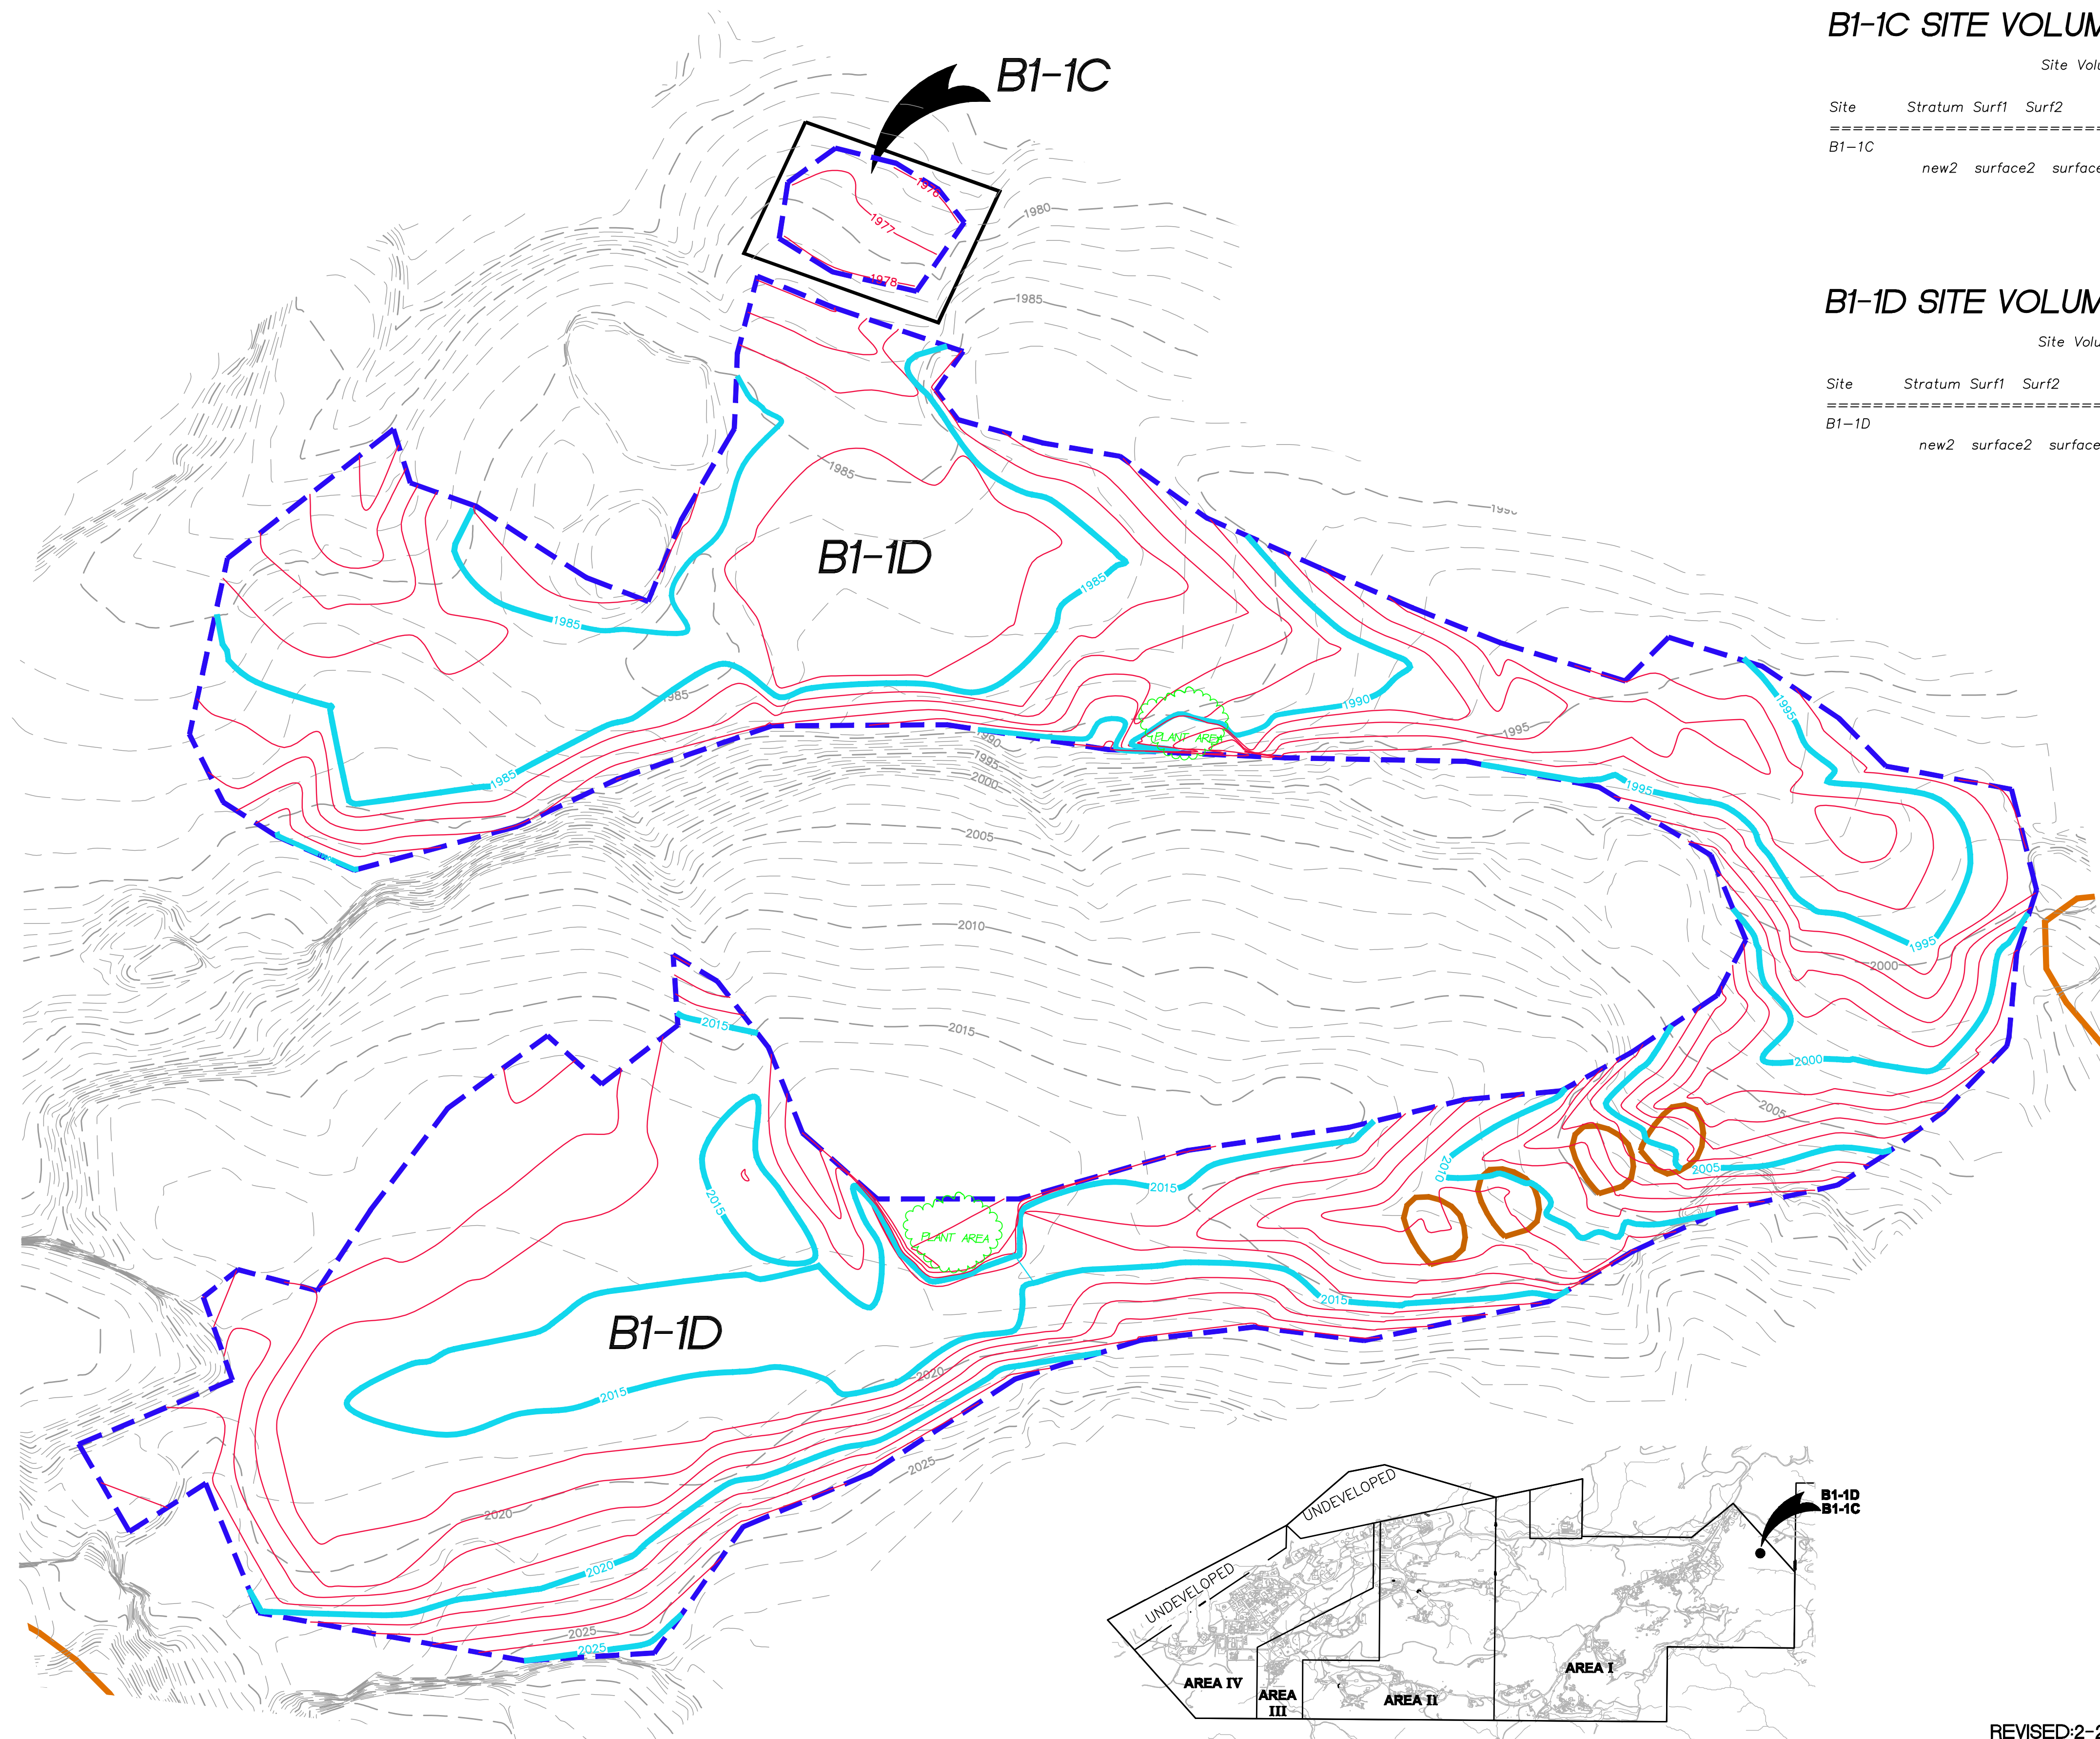 B1-1C SITE VOLUM
Site Volu
Site Stratum Surf1 Surf2
=======================
B1-1C
new2 surface2 surface
B1-1D SITE VOLUM
Site Volu
Site Stratum Surf1 Surf2
=======================
B1-1D
new2 surface2 surface
B1-1C
1976
1977
1978
1980
1985
1985
B1-1D
1985
1985
1985
1985
1990
1995
1990
1995
2000
PLANT AREA
1995
1995
1995
2005
1995
2000
2010
2015
2015
2000
2005
2005
2010
2015
2015
PLANT AREA
2015
B1-1D
2015
2020
2025
2020
2020
2025
2025
UNDEVELOPED
UNDEVELOPED
B1-1D
B1-1C
AREA IV
AREA
III
AREA II
AREA I
REVISED:2-2